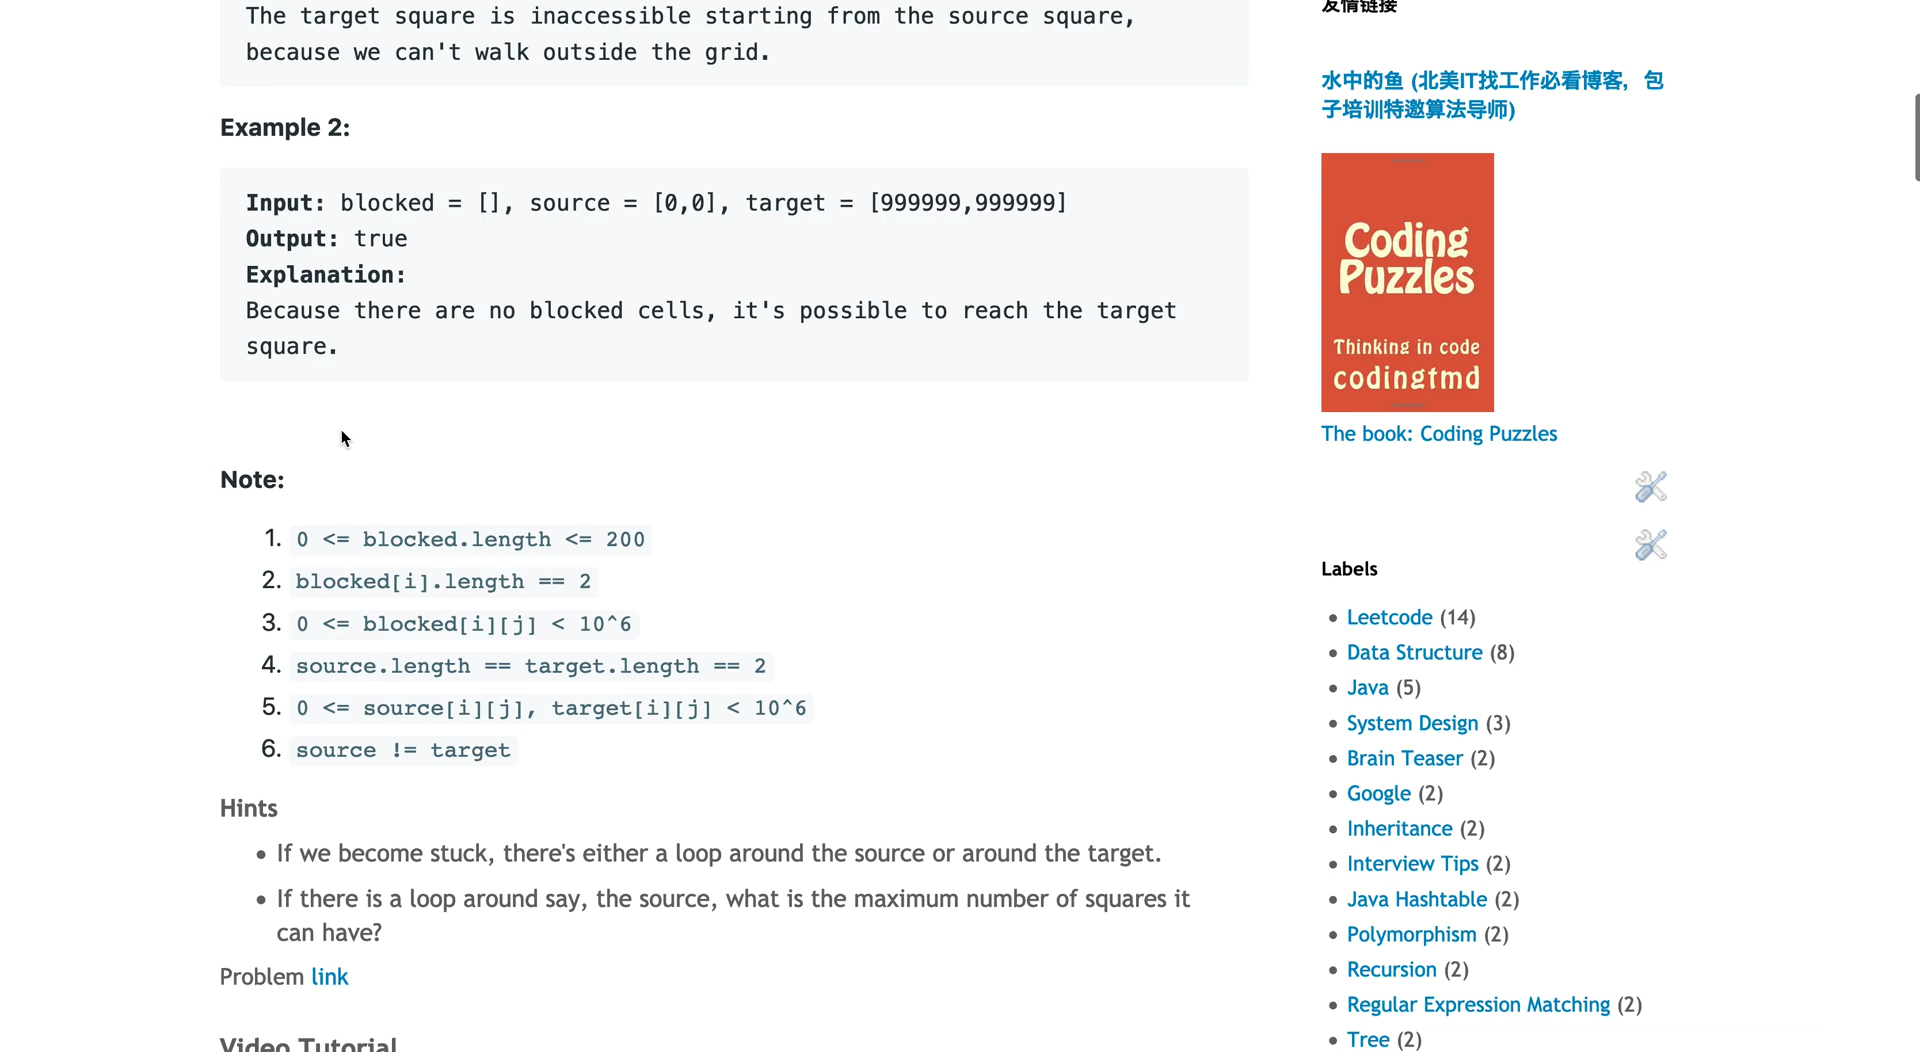 The target square is inaccessible starting from the source square,
because we can't walk outside the grid.
Example 2:
Input: blocked = [], source = [0,0], target = [999999,999999]
Output: true
Explanation:
Because there are no blocked cells, it's possible to reach the target
square.
Note:
1. 0 <= blocked.length <= 200
2. blocked[i].length == 2
3. 0 <= blocked[i][j] < 10^6
4. source.length == target.length == 2
5. 0 <= source[i][j], target[i][j] < 10^6
6. source != target
Hints
• If we become stuck, there's either a loop around the source or around the target.
• If there is a loop around say, the source, what is the maximum number of squares it
can have?
Problem link
Video Tutorial
友情链接
水中的鱼 (北美IT找工作必看博客，包
子培训特邀算法导师)
Coding
Puzzles
Thinking in code
codingtmd
The book: Coding Puzzles
Labels
• Leetcode (14)
• Data Structure (8)
• Java (5)
• System Design (3)
• Brain Teaser (2)
• Google (2)
• Inheritance (2)
• Interview Tips (2)
• Java Hashtable (2)
• Polymorphism (2)
• Recursion (2)
• Regular Expression Matching (2)
• Tree (2)